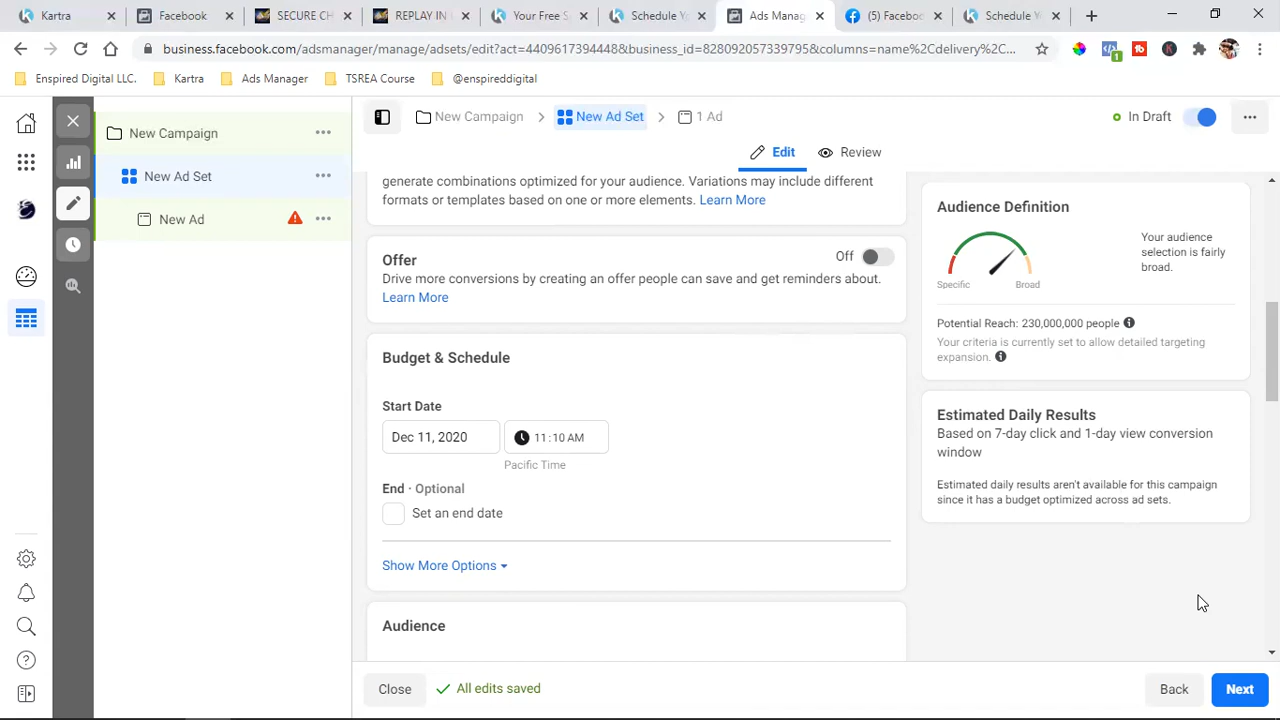 Kartra
Facebook
SECURE CH
REPLAY IN
Your Free S
Schedule Y
Ads Manag
(5) Faceboo
Schedule Y
business.facebook.com/adsmanager/manage/adsets/edit?act=4409617394448&business_id=828092057339795&columns=name%2Cdelivery%2C...
1
Enspired Digital LLC.
Kartra
Ads Manager
TSREA Course
@enspireddigital
New Campaign
New Ad Set
New Ad
New Campaign
New Ad Set
1 Ad
In Draft
Edit
Review
generate combinations optimized for your audience. Variations may include different
formats or templates based on one or more elements. Learn More
Offer
Off
Drive more conversions by creating an offer people can save and get reminders about.
Learn More
Budget & Schedule
Start Date
Dec 11, 2020
11:10 AM
Pacific Time
End · Optional
Set an end date
Show More Options
Audience
Audience Definition
Your audience
selection is fairly
broad.
Specific
Broad
Potential Reach: 230,000,000 people
Your criteria is currently set to allow detailed targeting
expansion.
Estimated Daily Results
Based on 7-day click and 1-day view conversion
window
Estimated daily results aren't available for this campaign
since it has a budget optimized across ad sets.
Close
All edits saved
Back
Next